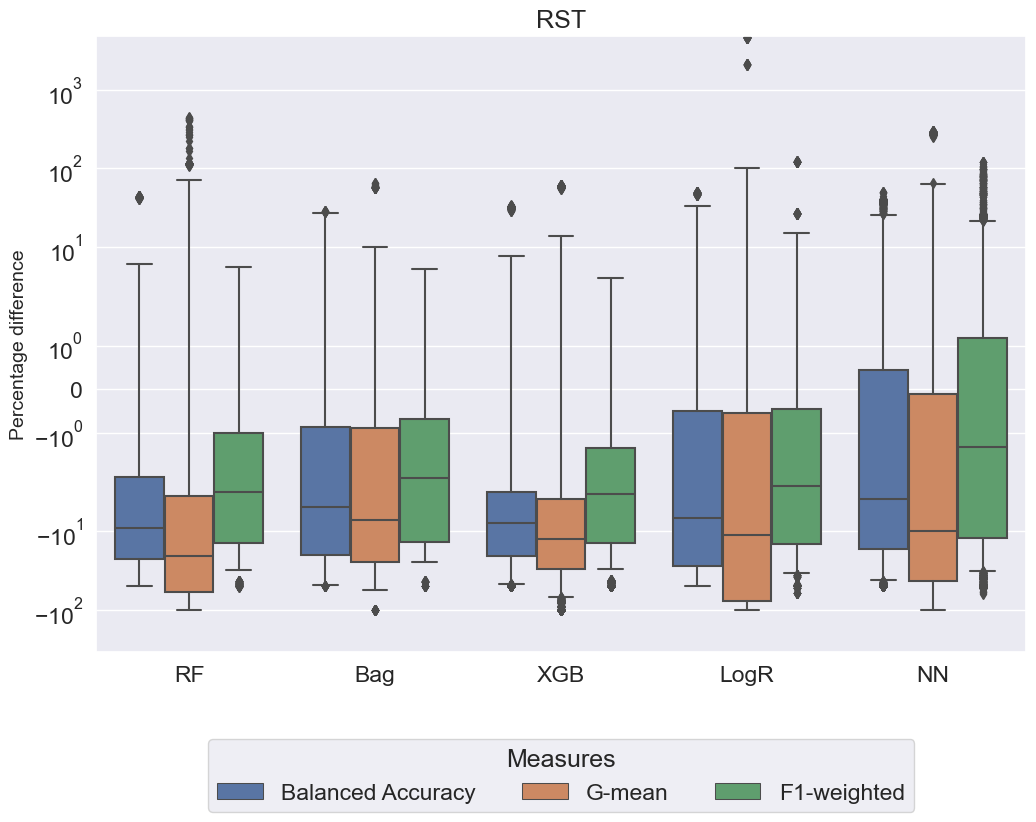 RST
Percentage difference
10^3
10^2
10^1
10^0
0
−10^0
−10^1
−10^2
RF Bag XGB LogR NN
Measures
Balanced Accuracy G-mean F1-weighted